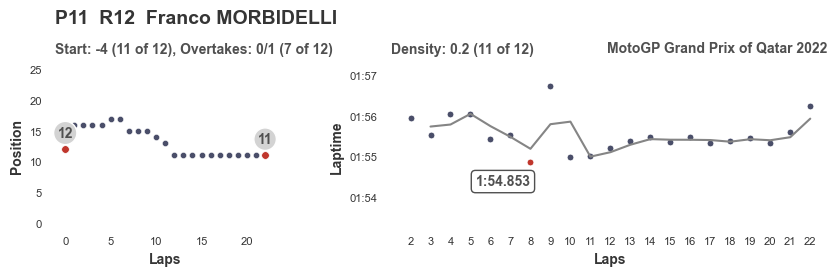 P11 R12 Franco MORBIDELLI
Start: -4 (11 of 12), Overtakes: 0/1 (7 of 12)
Density: 0.2 (11 of 12)
MotoGP Grand Prix of Qatar 2022
25
20
15
10
5
0
Position
12
11
0 5 10 15 20
Laps
01:57
01:56
01:55
01:54
Laptime
1:54.853
2 3 4 5 6 7 8 9 10 11 12 13 14 15 16 17 18 19 20 21 22
Laps